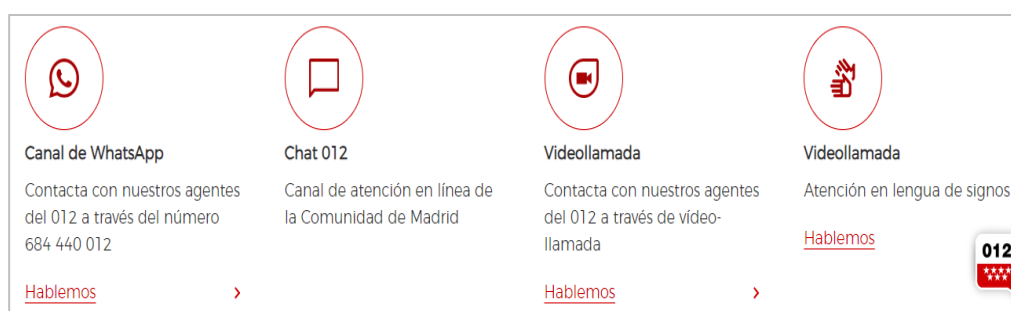 Canal de WhatsApp
Contacta con nuestros agentes
del 012 a través del número
684 440 012
Hablemos
Chat 012
Canal de atención en línea de
la Comunidad de Madrid
Videollamada
Contacta con nuestros agentes
del 012 a través de vídeo-
llamada
Hablemos
Videollamada
Atención en lengua de signos
Hablemos
012